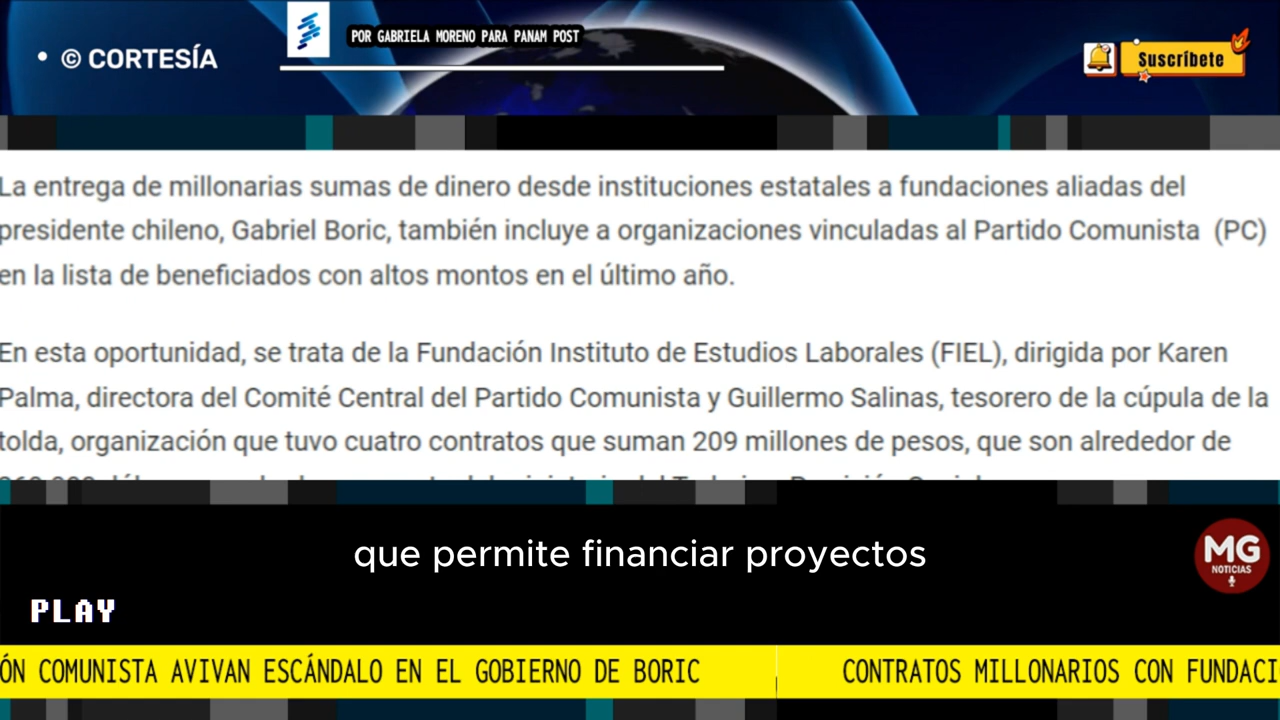 • © CORTESÍA
POR GABRIELA MORENO PARA PANAM POST
Suscríbete
La entrega de millonarias sumas de dinero desde instituciones estatales a fundaciones aliadas del
presidente chileno, Gabriel Boric, también incluye a organizaciones vinculadas al Partido Comunista (PC)
en la lista de beneficiados con altos montos en el último año.
En esta oportunidad, se trata de la Fundación Instituto de Estudios Laborales (FIEL), dirigida por Karen
Palma, directora del Comité Central del Partido Comunista y Guillermo Salinas, tesorero de la cúpula de la
tolda, organización que tuvo cuatro contratos que suman 209 millones de pesos, que son alrededor de
que permite financiar proyectos
MG
NOTICIAS
PLAY
ÓN COMUNISTA AVIVAN ESCÁNDALO EN EL GOBIERNO DE BORIC CONTRATOS MILLONARIOS CON FUNDACI